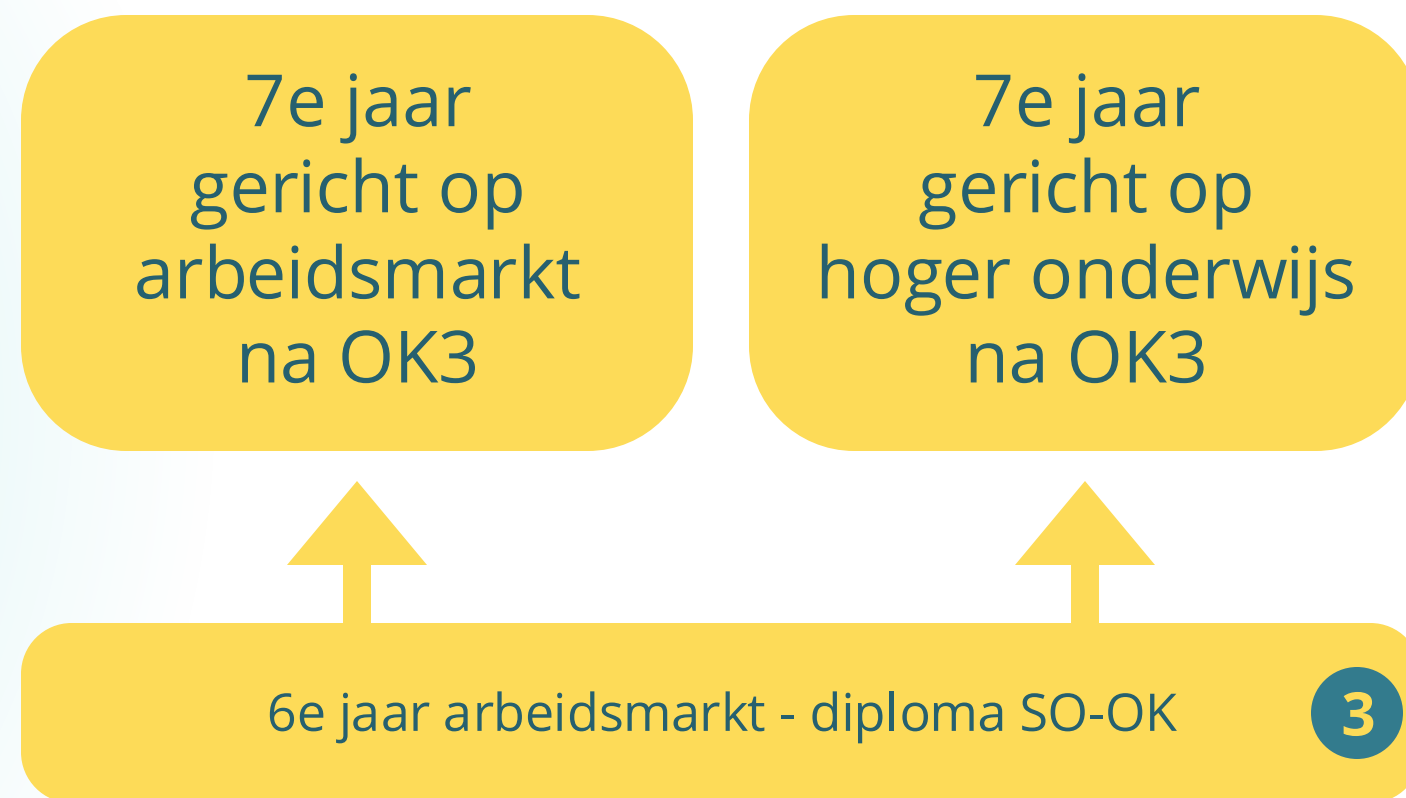 7e jaar
gericht op
arbeidsmarkt
na OK3
7e jaar
gericht op
hoger onderwijs
na OK3
6e jaar arbeidsmarkt - diploma SO-OK 3